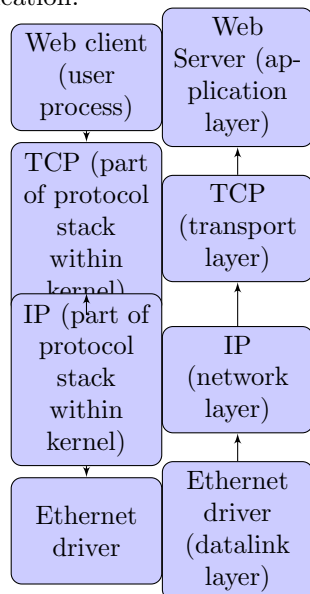 cation.
Web client
(user
process)
TCP (part
of protocol
stack
within
kernel)
IP (part of
protocol
stack
within
kernel)
Ethernet
driver
Web
Server (ap-
plication
layer)
TCP
(transport
layer)
IP
(network
layer)
Ethernet
driver
(datalink
layer)